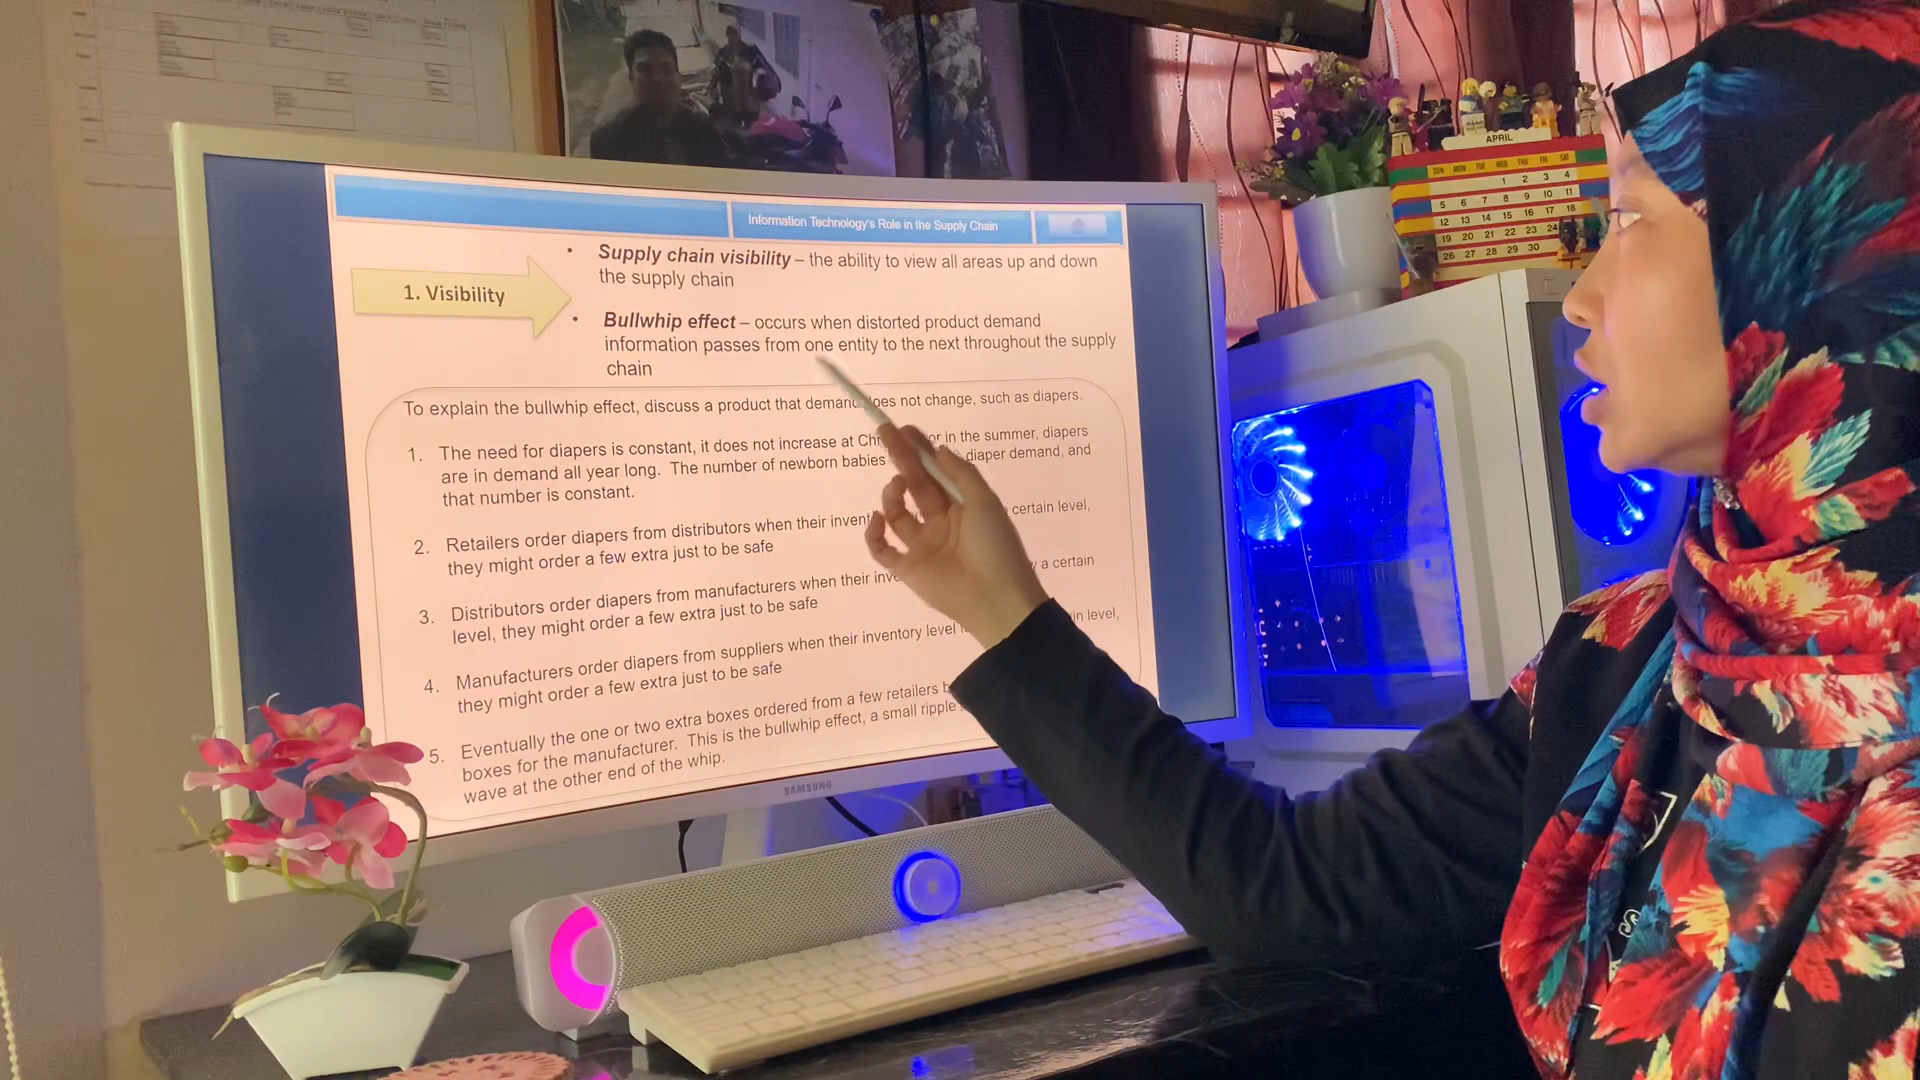 Information Technology's Role in the Supply Chain
1. Visibility
• Supply chain visibility – the ability to view all areas up and down
the supply chain
• Bullwhip effect – occurs when distorted product demand
information passes from one entity to the next throughout the supply
chain
To explain the bullwhip effect, discuss a product that demand does not change, such as diapers.
1. The need for diapers is constant, it does not increase at or in the summer, diapers
are in demand all year long. The number of newborn babies diaper demand, and
that number is constant.
2. Retailers order diapers from distributors when their certain level,
they might order a few extra just to be safe
3. Distributors order diapers from manufacturers when their a certain
level, they might order a few extra just to be safe
4. Manufacturers order diapers from suppliers when their inventory level level,
they might order a few extra just to be safe
5. Eventually the one or two extra boxes ordered from a few retailers
boxes for the manufacturer. This is the bullwhip effect, a small ripple
wave at the other end of the whip.
SAMSUNG
APRIL
SUN MON TUE WED THU FRI SAT
1 2 3 4
5 6 7 8 9 10 11
12 13 14 15 16 17 18
19 20 21 22 23 24
26 27 28 29 30